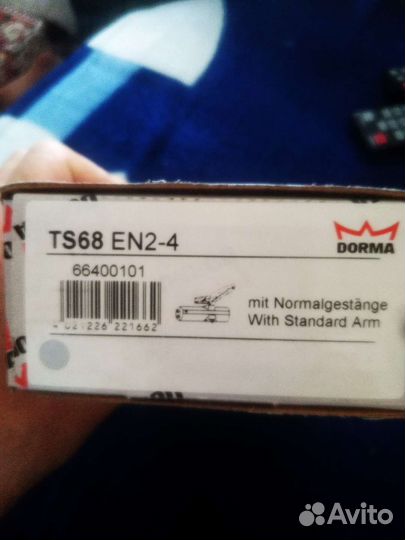 TS68 EN2-4
DORMA
66400101
4 021226 221662
mit Normalgestänge
With Standard Arm
Avito